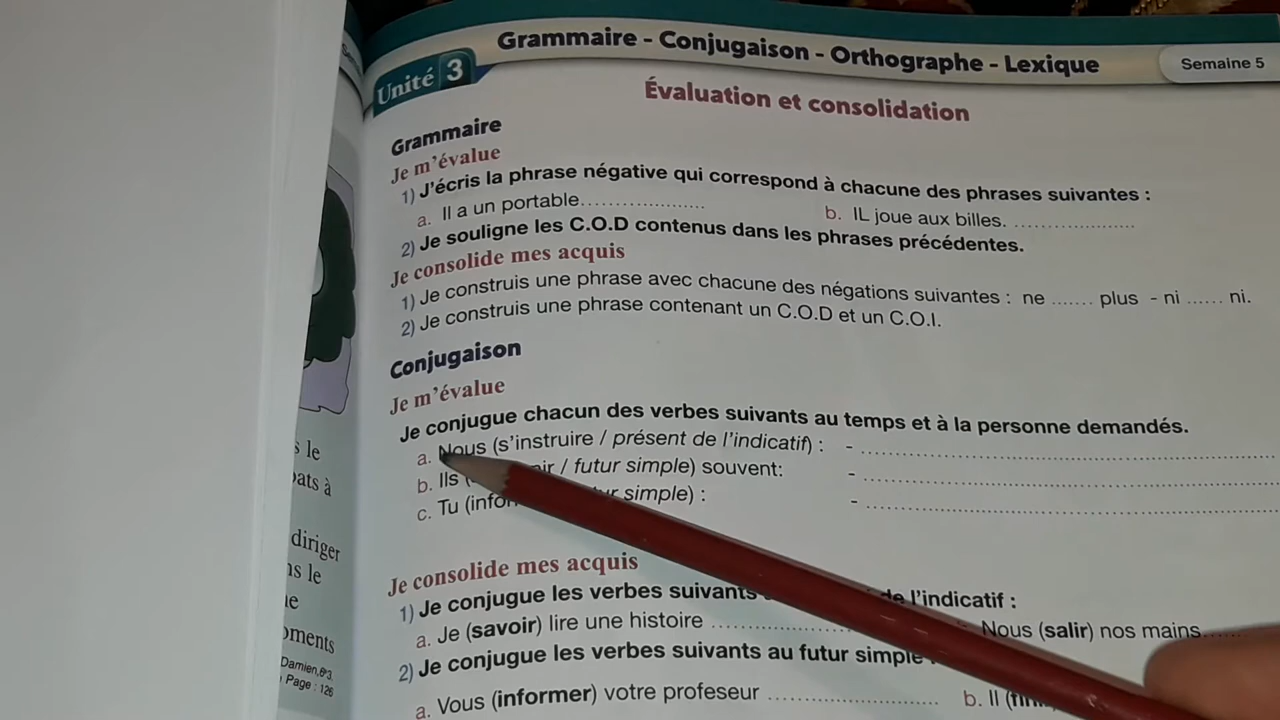 Grammaire - Conjugaison - Orthographe - Lexique
Semaine 5
Unité 3
Évaluation et consolidation
Grammaire
Je m'évalue
1) J'écris la phrase négative qui correspond à chacune des phrases suivantes :
a. Il a un portable.....................
b. IL joue aux billes. .....................
2) Je souligne les C.O.D contenus dans les phrases précédentes.
Je consolide mes acquis
1) Je construis une phrase avec chacune des négations suivantes : ne ....... plus - ni ...... ni.
2) Je construis une phrase contenant un C.O.D et un C.O.I.
Conjugaison
Je m'évalue
Je conjugue chacun des verbes suivants au temps et à la personne demandés.
a. Nous (s'instruire / présent de l'indicatif) : - ........................
b. Ils ( / futur simple) souvent: - ........................
c. Tu ( simple) : - ........................
Je consolide mes acquis
1) Je conjugue les verbes suivants de l'indicatif :
a. Je (savoir) lire une histoire ........................
Nous (salir) nos mains.......
2) Je conjugue les verbes suivants au futur simple
a. Vous (informer) votre profeseur ........................
b. Il
s le
ats à
diriger
ns le
ne
oments
Damien, 6°3.
Page : 126